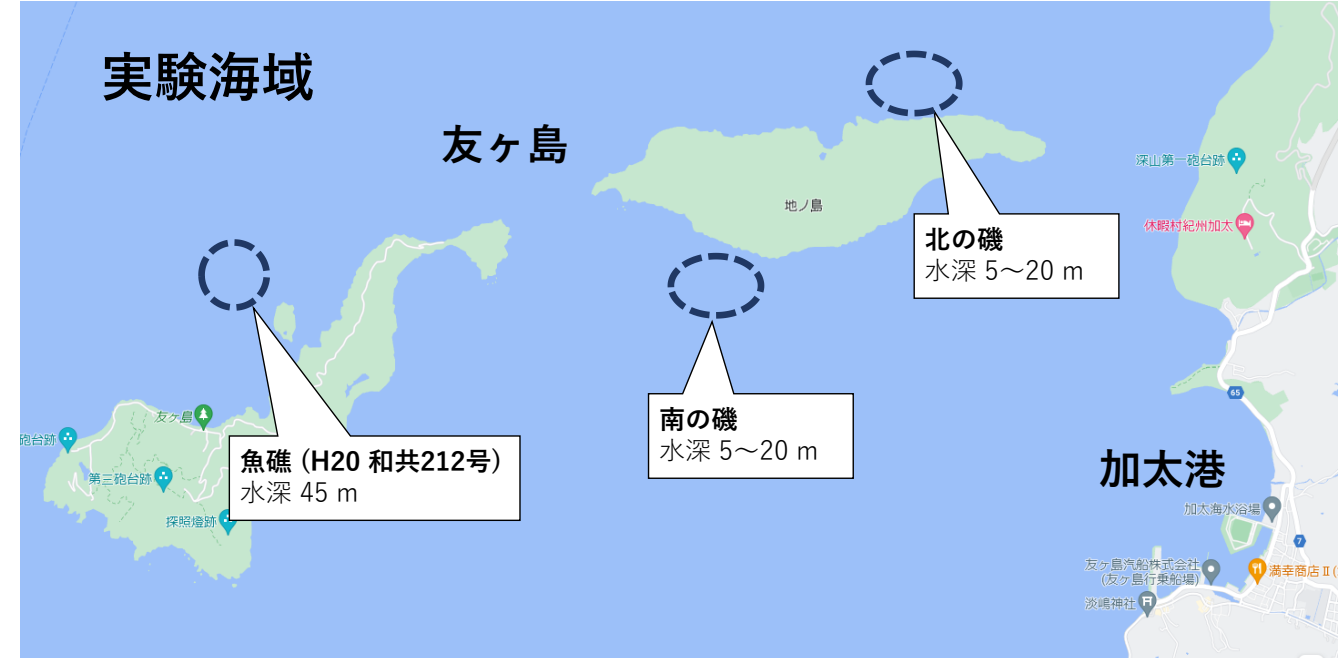 実験海域
友ヶ島
深山第一砲台跡
地ノ島
休暇村紀州加太
北の磯
水深 5～20 m
65
友ヶ島
南の磯
水深 5～20 m
砲台跡
魚礁 (H20 和共212号)
水深 45 m
第三砲台跡
加太港
探照燈跡
加太海水浴場
7
友ヶ島汽船株式会社
(友ヶ島行乗船場)
満幸商店 II (
淡嶋神社